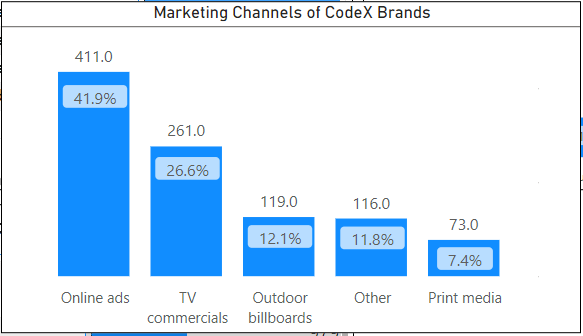 Marketing Channels of CodeX Brands
411.0
41.9%
261.0
26.6%
119.0
12.1%
116.0
11.8%
73.0
7.4%
Online ads
TV
commercials
Outdoor
billboards
Other
Print media